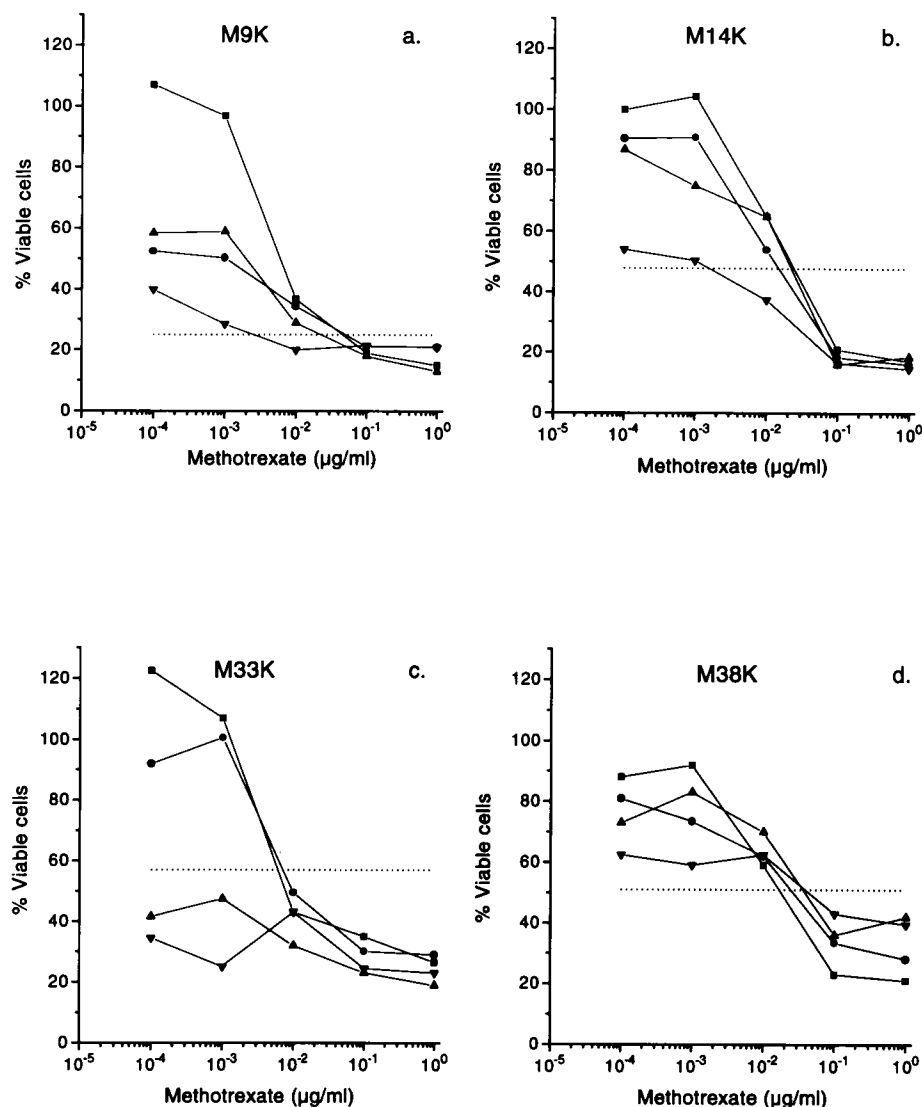 M9K
a.
% Viable cells
120
100
80
60
40
20
0
10⁻⁵ 10⁻⁴ 10⁻³ 10⁻² 10⁻¹ 10⁰
Methotrexate (µg/ml)
M14K
b.
% Viable cells
120
100
80
60
40
20
0
10⁻⁵ 10⁻⁴ 10⁻³ 10⁻² 10⁻¹ 10⁰
Methotrexate (µg/ml)
M33K
c.
% Viable cells
120
100
80
60
40
20
0
10⁻⁵ 10⁻⁴ 10⁻³ 10⁻² 10⁻¹ 10⁰
Methotrexate (µg/ml)
M38K
d.
% Viable cells
120
100
80
60
40
20
0
10⁻⁵ 10⁻⁴ 10⁻³ 10⁻² 10⁻¹ 10⁰
Methotrexate (µg/ml)